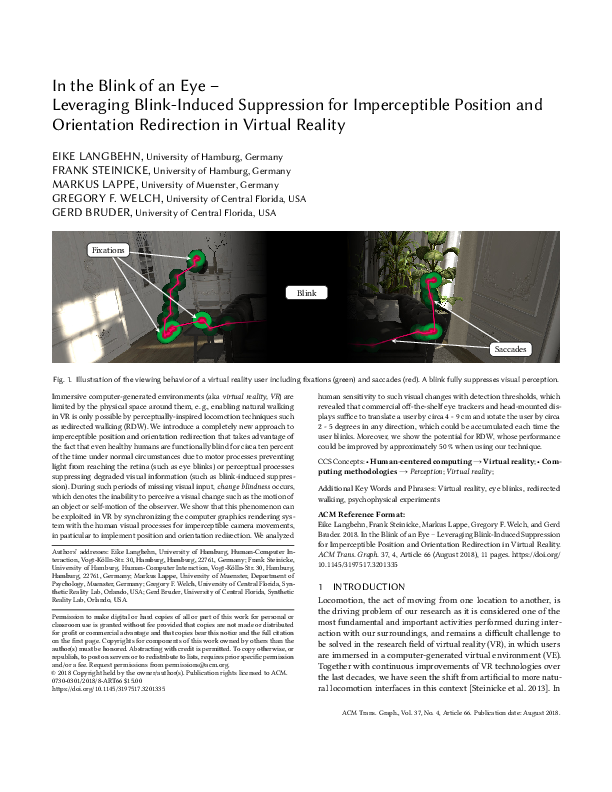 In the Blink of an Eye –
Leveraging Blink-Induced Suppression for Imperceptible Position and
Orientation Redirection in Virtual Reality
EIKE LANGBEHN, University of Hamburg, Germany
FRANK STEINICKE, University of Hamburg, Germany
MARKUS LAPPE, University of Muenster, Germany
GREGORY F. WELCH, University of Central Florida, USA
GERD BRUDER, University of Central Florida, USA
Fixations
Blink
Saccades
Fig. 1. Illustration of the viewing behavior of a virtual reality user including fixations (green) and saccades (red). A blink fully suppresses visual perception.
Immersive computer-generated environments (aka virtual reality, VR) are
limited by the physical space around them, e. g., enabling natural walking
in VR is only possible by perceptually-inspired locomotion techniques such
as redirected walking (RDW). We introduce a completely new approach to
imperceptible position and orientation redirection that takes advantage of
the fact that even healthy humans are functionally blind for circa ten percent
of the time under normal circumstances due to motor processes preventing
light from reaching the retina (such as eye blinks) or perceptual processes
suppressing degraded visual information (such as blink-induced suppres-
sion). During such periods of missing visual input, change blindness occurs,
which denotes the inability to perceive a visual change such as the motion of
an object or self-motion of the observer. We show that this phenomenon can
be exploited in VR by synchronizing the computer graphics rendering sys-
tem with the human visual processes for imperceptible camera movements,
in particular to implement position and orientation redirection. We analyzed
Authors' addresses: Eike Langbehn, University of Hamburg, Human-Computer In-
teraction, Vogt-Kölln-Str. 30, Hamburg, Hamburg, 22761, Germany; Frank Steinicke,
University of Hamburg, Human-Computer Interaction, Vogt-Kölln-Str. 30, Hamburg,
Hamburg, 22761, Germany; Markus Lappe, University of Muenster, Department of
Psychology, Muenster, Germany; Gregory F. Welch, University of Central Florida, Syn-
thetic Reality Lab, Orlando, USA; Gerd Bruder, University of Central Florida, Synthetic
Reality Lab, Orlando, USA.
Permission to make digital or hard copies of all or part of this work for personal or
classroom use is granted without fee provided that copies are not made or distributed
for profit or commercial advantage and that copies bear this notice and the full citation
on the first page. Copyrights for components of this work owned by others than the
author(s) must be honored. Abstracting with credit is permitted. To copy otherwise, or
republish, to post on servers or to redistribute to lists, requires prior specific permission
and/or a fee. Request permissions from permissions@acm.org.
© 2018 Copyright held by the owner/author(s). Publication rights licensed to ACM.
0730-0301/2018/8-ART66 $15.00
https://doi.org/10.1145/3197517.3201335
human sensitivity to such visual changes with detection thresholds, which
revealed that commercial off-the-shelf eye trackers and head-mounted dis-
plays suffice to translate a user by circa 4 - 9 cm and rotate the user by circa
2 - 5 degrees in any direction, which could be accumulated each time the
user blinks. Moreover, we show the potential for RDW, whose performance
could be improved by approximately 50% when using our technique.
CCS Concepts: • Human-centered computing → Virtual reality; • Com-
puting methodologies → Perception; Virtual reality;
Additional Key Words and Phrases: Virtual reality, eye blinks, redirected
walking, psychophysical experiments
ACM Reference Format:
Eike Langbehn, Frank Steinicke, Markus Lappe, Gregory F. Welch, and Gerd
Bruder. 2018. In the Blink of an Eye – Leveraging Blink-Induced Suppression
for Imperceptible Position and Orientation Redirection in Virtual Reality.
ACM Trans. Graph. 37, 4, Article 66 (August 2018), 11 pages. https://doi.org/
10.1145/3197517.3201335
1 INTRODUCTION
Locomotion, the act of moving from one location to another, is
the driving problem of our research as it is considered one of the
most fundamental and important activities performed during inter-
action with our surroundings, and remains a difficult challenge to
be solved in the research field of virtual reality (VR), in which users
are immersed in a computer-generated virtual environment (VE).
Together with continuous improvements of VR technologies over
the last decades, we have seen the shift from artificial to more natu-
ral locomotion interfaces in this context [Steinicke et al. 2013]. In
ACM Trans. Graph., Vol. 37, No. 4, Article 66. Publication date: August 2018.